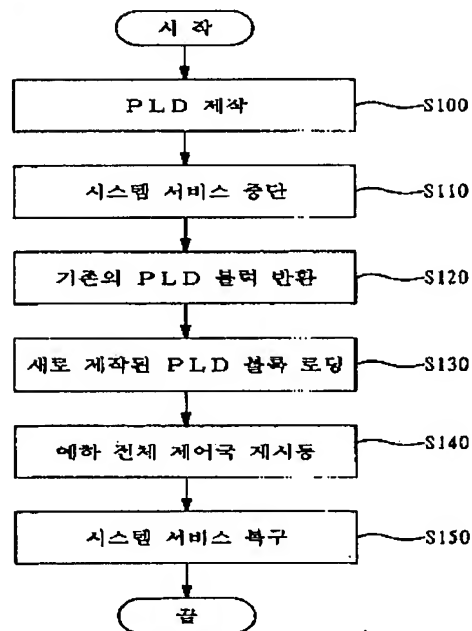 시 작
PLD 제작
S100
시스템 서비스 중단
S110
기존의 PLD 블럭 반환
S120
새로 제작된 PLD 블록 로딩
S130
예하 전체 제어국 재시동
S140
시스템 서비스 복구
S150
끝